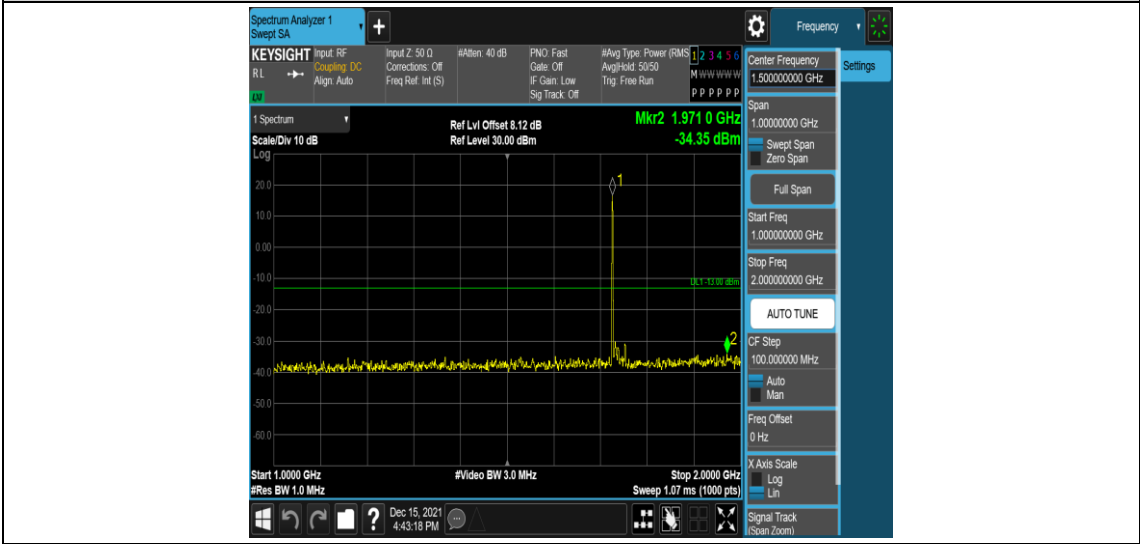 Spectrum Analyzer 1
Swept SA
Frequency
KEYSIGHT
RL
Input: RF
Coupling: DC
Align: Auto
Input Z: 50 Ω
Corrections: Off
Freq Ref: Int (S)
#Atten: 40 dB
PNO: Fast
Gate: Off
IF Gain: Low
Sig Track: Off
#Avg Type: Power (RMS
Avg|Hold: 50/50
Trig: Free Run
1 2 3 4 5 6
M W W W W W
P P P P P P
1 Spectrum
Scale/Div 10 dB
Log
Ref Lvl Offset 8.12 dB
Ref Level 30.00 dBm
Mkr2 1.971 0 GHz
-34.35 dBm
20.0
10.0
0.00
-10.0
-20.0
-30.0
-40.0
-50.0
-60.0
1
DL1 -13.00 dBm
2
Start 1.0000 GHz
#Res BW 1.0 MHz
#Video BW 3.0 MHz
Stop 2.0000 GHz
Sweep 1.07 ms (1000 pts)
Dec 15, 2021
4:43:18 PM
Center Frequency
1.500000000 GHz
Settings
Span
1.00000000 GHz
Swept Span
Zero Span
Full Span
Start Freq
1.000000000 GHz
Stop Freq
2.000000000 GHz
AUTO TUNE
CF Step
100.000000 MHz
Auto
Man
Freq Offset
0 Hz
X Axis Scale
Log
Lin
Signal Track
(Span Zoom)